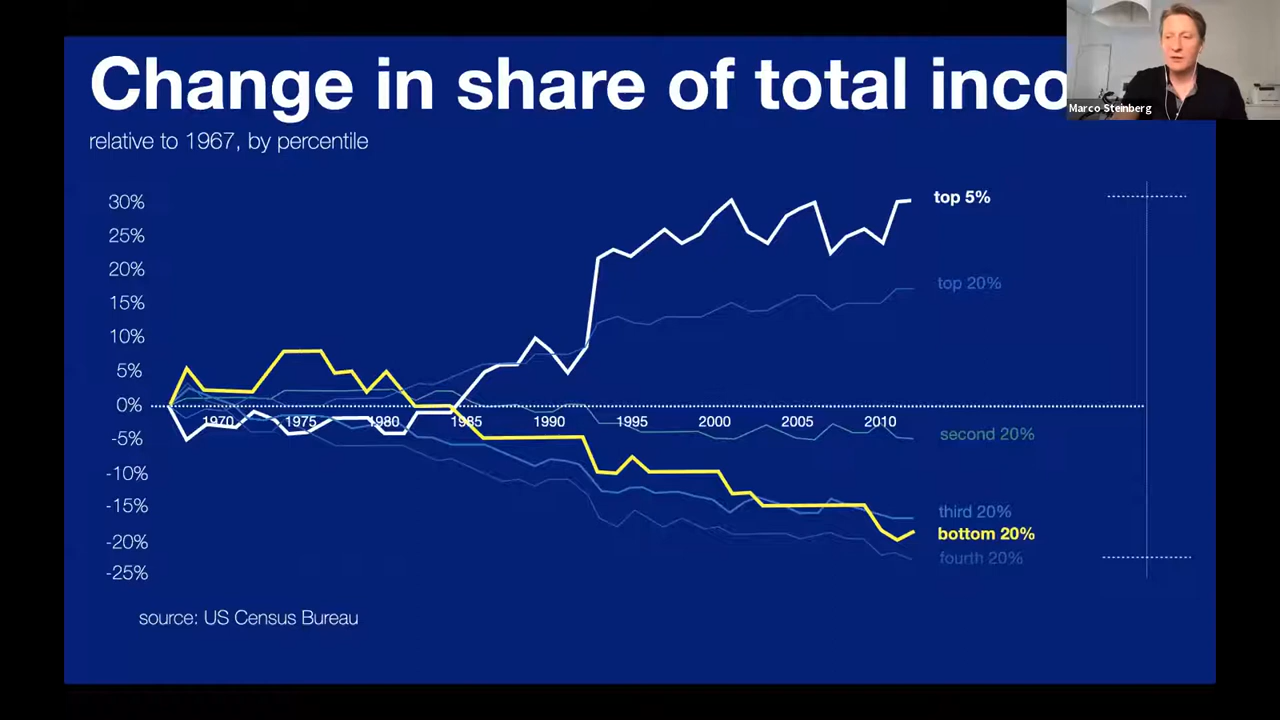 Change in share of total inco
Marco Steinberg
relative to 1967, by percentile
30%
top 5%
25%
20%
top 20%
15%
10%
5%
0%
1970 1975 1980 1985 1990 1995 2000 2005 2010
-5%
second 20%
-10%
-15%
third 20%
bottom 20%
-20%
fourth 20%
-25%
source: US Census Bureau